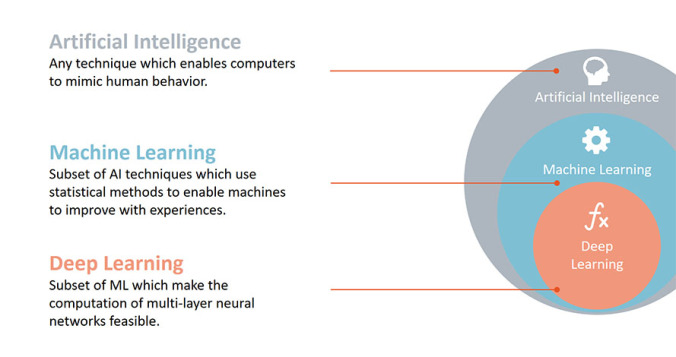 Artificial Intelligence
Any technique which enables computers
to mimic human behavior.
Machine Learning
Subset of AI techniques which use
statistical methods to enable machines
to improve with experiences.
Deep Learning
Subset of ML which make the
computation of multi-layer neural
networks feasible.
Artificial Intelligence
Machine Learning
fx
Deep
Learning